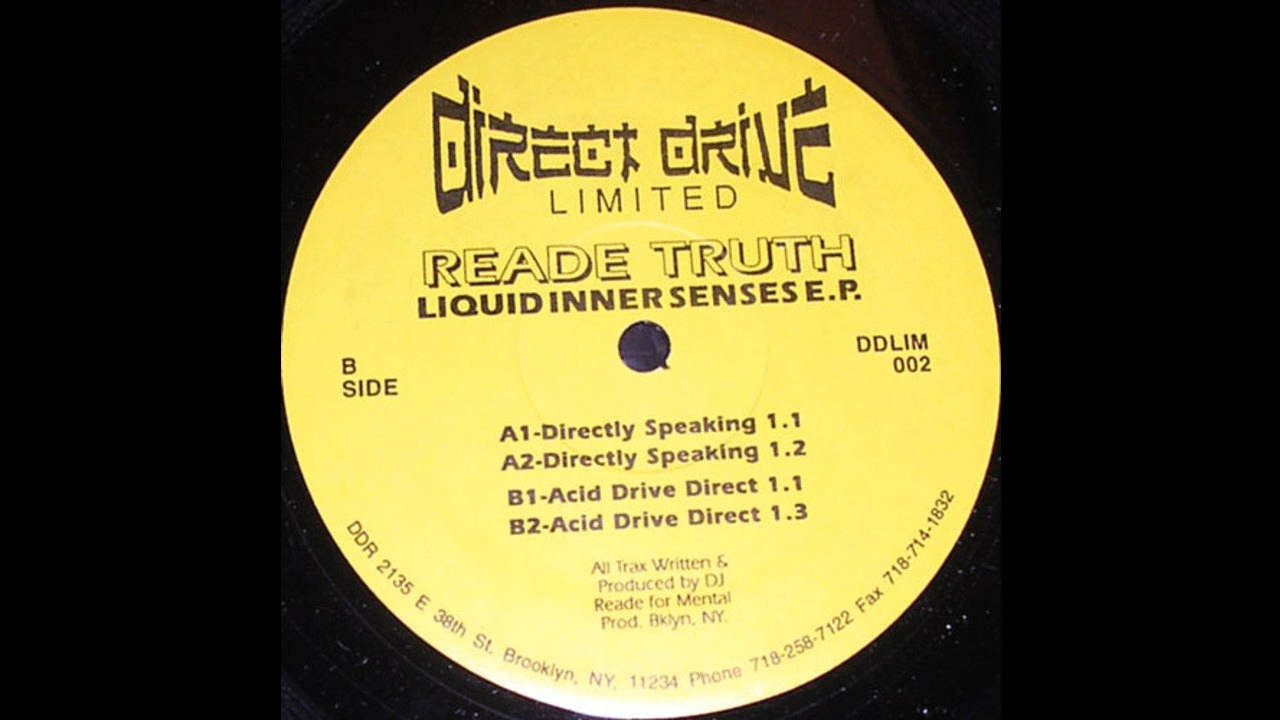 DIRECT DRIVE
LIMITED
READE TRUTH
LIQUID INNER SENSES E.P.
B
SIDE
DDLIM
002
A1-Directly Speaking 1.1
A2-Directly Speaking 1.2
B1-Acid Drive Direct 1.1
B2-Acid Drive Direct 1.3
All Trax Written &
Produced by DJ
Reade for Mental
Prod. Bklyn, NY.
DDR 2135 E 38th St. Brooklyn, NY, 11234 Phone 718-258-7122 Fax 718-714-1832